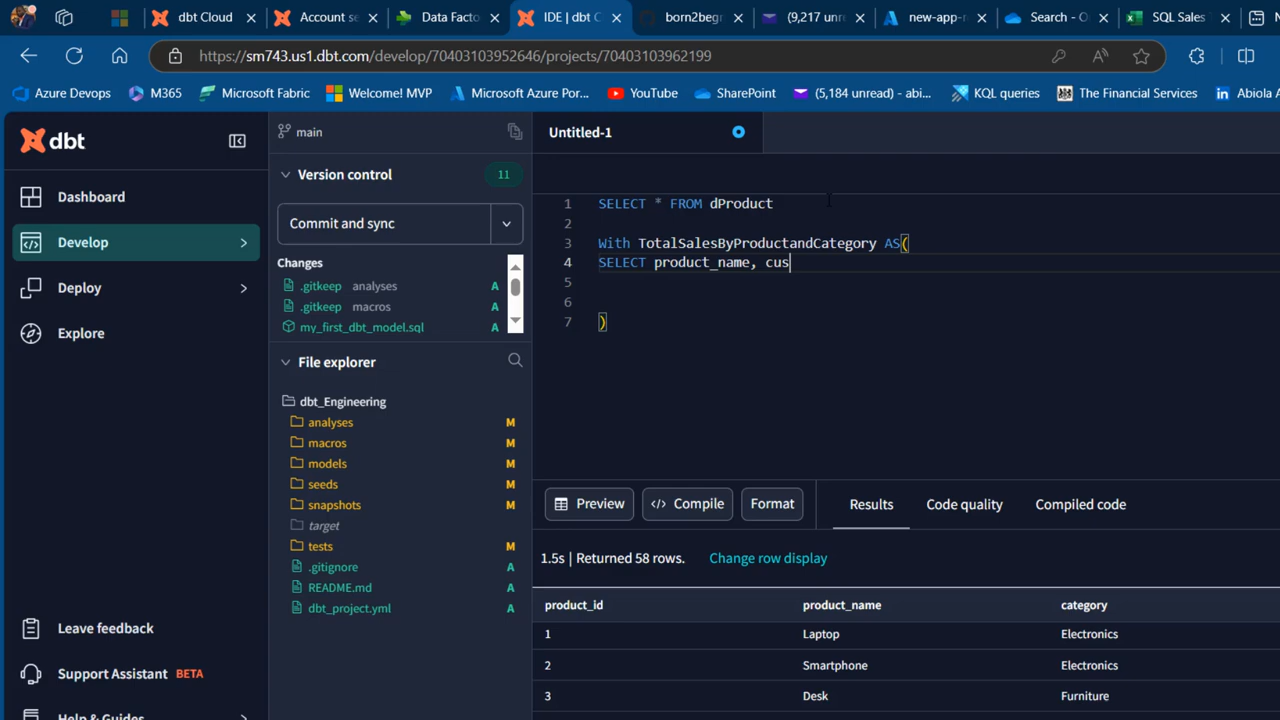 dbt Cloud
Account se
Data Facto
IDE | dbt C
born2begr
(9,217 unre
new-app-r
Search - O
SQL Sales
https://sm743.us1.dbt.com/develop/70403103952646/projects/70403103962199
Azure Devops
M365
Microsoft Fabric
Welcome! MVP
Microsoft Azure Por...
YouTube
SharePoint
(5,184 unread) - abi...
KQL queries
The Financial Services
Abiola A
dbt
Dashboard
Develop
Deploy
Explore
Leave feedback
Support Assistant BETA
Help & Guides
main
Version control 11
Commit and sync
Changes
.gitkeep analyses A
.gitkeep macros A
my_first_dbt_model.sql A
File explorer
dbt_Engineering
analyses M
macros M
models M
seeds M
snapshots M
target
tests M
.gitignore A
README.md A
dbt_project.yml A
Untitled-1
1 SELECT * FROM dProduct
2
3 With TotalSalesByProductandCategory AS(
4 SELECT product_name, cus
5
6
7 )
Preview
Compile
Format
Results
Code quality
Compiled code
1.5s | Returned 58 rows. Change row display
product_id product_name category
1 Laptop Electronics
2 Smartphone Electronics
3 Desk Furniture